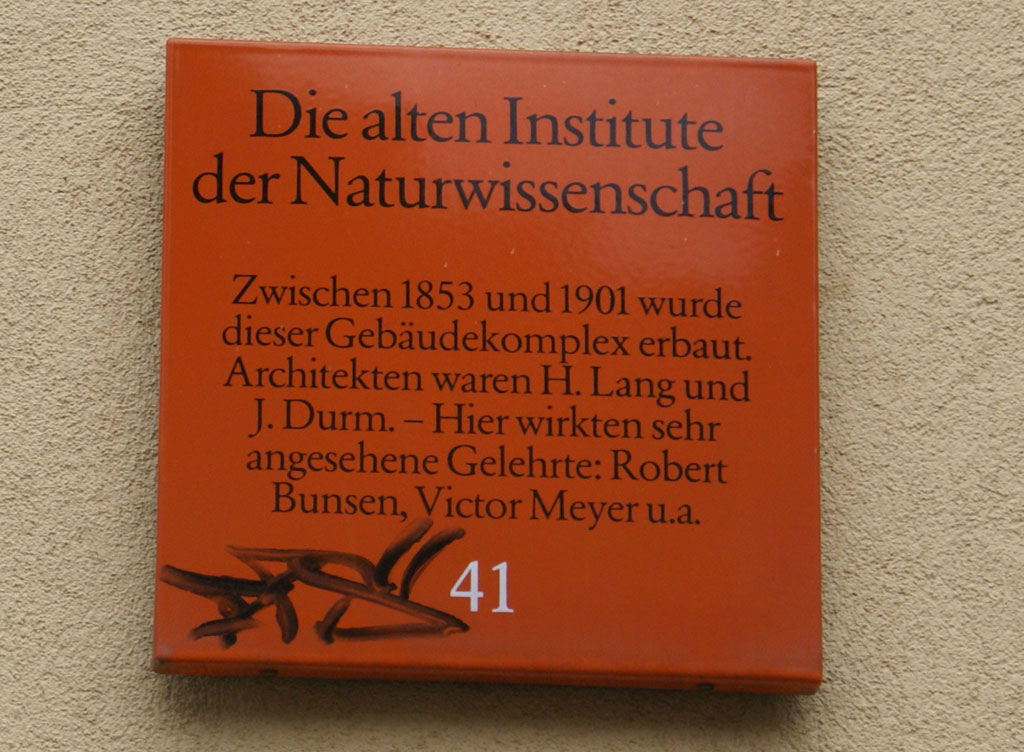 Die alten Institute
der Naturwissenschaft
Zwischen 1853 und 1901 wurde
dieser Gebäudekomplex erbaut.
Architekten waren H. Lang und
J. Durm. – Hier wirkten sehr
angesehene Gelehrte: Robert
Bunsen, Victor Meyer u.a.
41